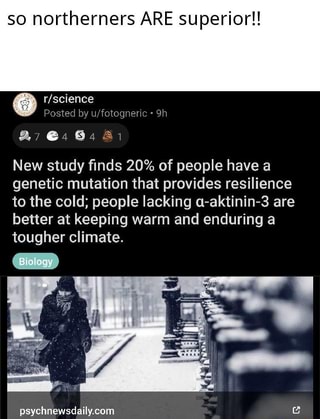 so northerners ARE superior!!
r/science
Posted by u/fotogneric • 9h
7 4 S 4 1
New study finds 20% of people have a
genetic mutation that provides resilience
to the cold; people lacking α-aktinin-3 are
better at keeping warm and enduring a
tougher climate.
Biology
psychnewsdaily.com